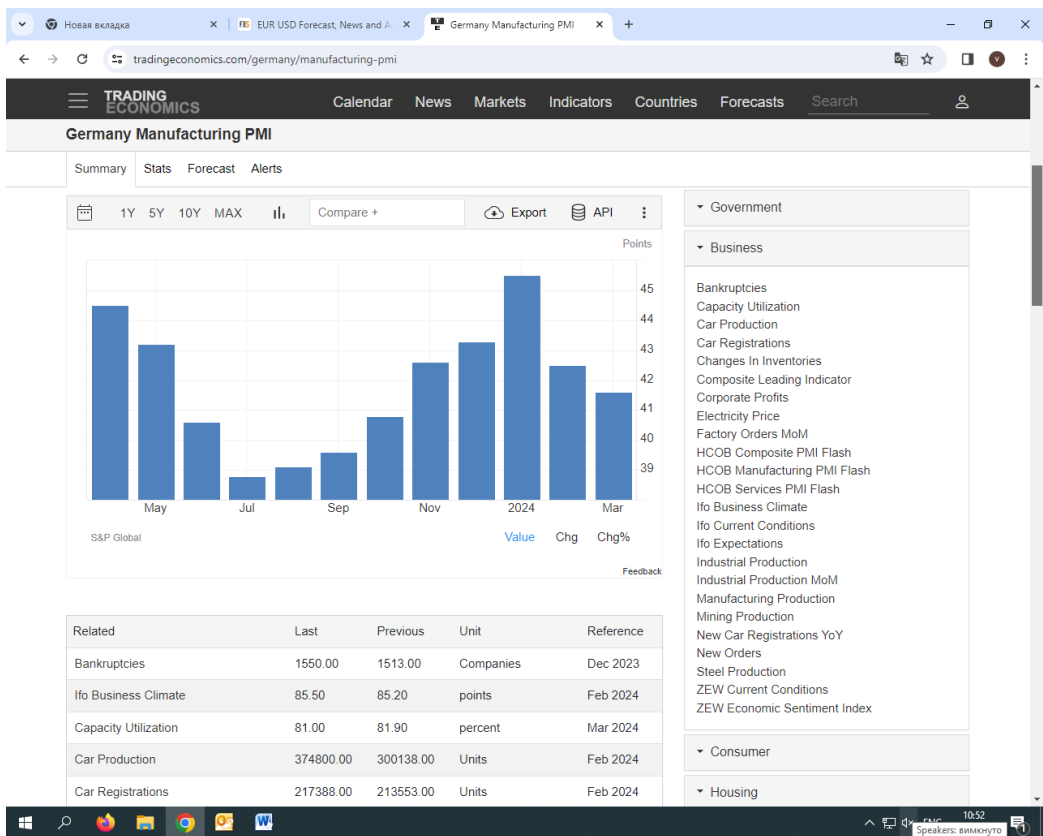 Новая вкладка
EUR USD Forecast, News and A
Germany Manufacturing PMI
tradingeconomics.com/germany/manufacturing-pmi
TRADING
ECONOMICS
Calendar News Markets Indicators Countries Forecasts Search
Germany Manufacturing PMI
Summary Stats Forecast Alerts
1Y 5Y 10Y MAX Compare + Export API
Points
45
44
43
42
41
40
39
May Jul Sep Nov 2024 Mar
S&P Global Value Chg Chg%
Feedback
Related Last Previous Unit Reference
Bankruptcies 1550.00 1513.00 Companies Dec 2023
Ifo Business Climate 85.50 85.20 points Feb 2024
Capacity Utilization 81.00 81.90 percent Mar 2024
Car Production 374800.00 300138.00 Units Feb 2024
Car Registrations 217388.00 213553.00 Units Feb 2024
Government
Business
Bankruptcies
Capacity Utilization
Car Production
Car Registrations
Changes In Inventories
Composite Leading Indicator
Corporate Profits
Electricity Price
Factory Orders MoM
HCOB Composite PMI Flash
HCOB Manufacturing PMI Flash
HCOB Services PMI Flash
Ifo Business Climate
Ifo Current Conditions
Ifo Expectations
Industrial Production
Industrial Production MoM
Manufacturing Production
Mining Production
New Car Registrations YoY
New Orders
Steel Production
ZEW Current Conditions
ZEW Economic Sentiment Index
Consumer
Housing
10:52
Speakers: вимкнуто